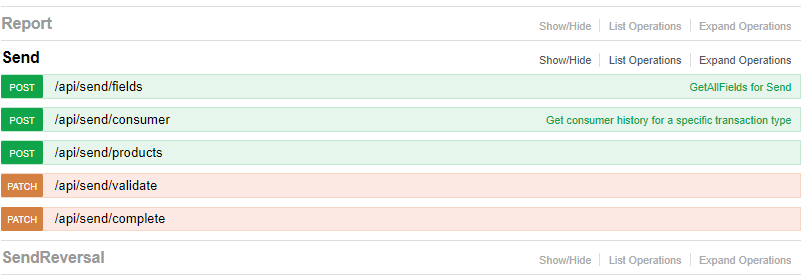 Report Show/Hide List Operations Expand Operations
Send Show/Hide List Operations Expand Operations
POST /api/send/fields GetAllFields for Send
POST /api/send/consumer Get consumer history for a specific transaction type
POST /api/send/products
PATCH /api/send/validate
PATCH /api/send/complete
SendReversal Show/Hide List Operations Expand Operations